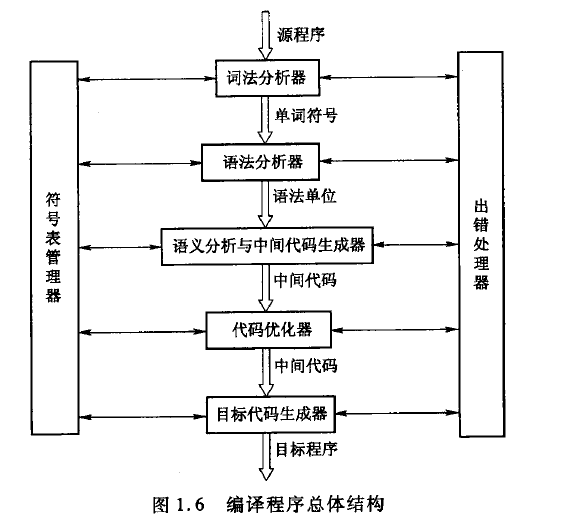 源程序
词法分析器
单词符号
语法分析器
语法单位
符号表管理器
出错处理器
语义分析与中间代码生成器
中间代码
代码优化器
中间代码
目标代码生成器
目标程序
图1.6 编译程序总体结构